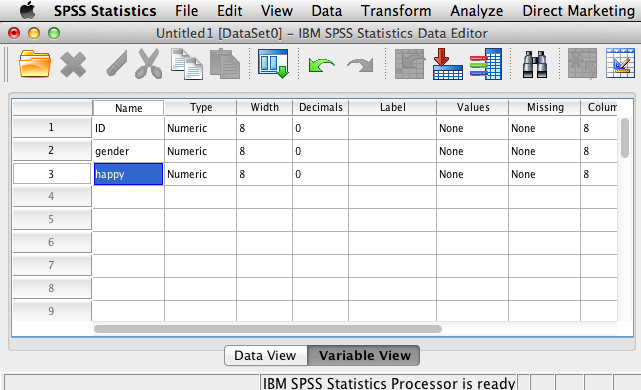 SPSS Statistics File Edit View Data Transform Analyze Direct Marketing
Untitled1 [DataSet0] – IBM SPSS Statistics Data Editor
Name Type Width Decimals Label Values Missing Colum
1 ID Numeric 8 0 None None 8
2 gender Numeric 8 0 None None 8
3 happy Numeric 8 0 None None 8
4
5
6
7
8
9
Data View Variable View
IBM SPSS Statistics Processor is ready